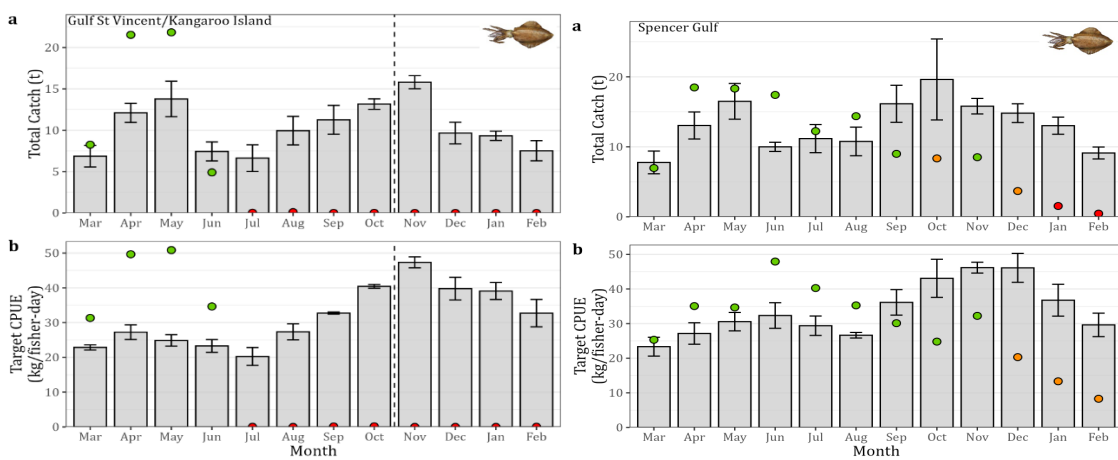 a
Gulf St Vincent/Kangaroo Island
Total Catch (t)
20
15
10
5
0
Mar Apr May Jun Jul Aug Sep Oct Nov Dec Jan Feb
b
Target CPUE
(kg/fisher-day)
50
40
30
20
10
0
Mar Apr May Jun Jul Aug Sep Oct Nov Dec Jan Feb
Month
a
Spencer Gulf
Total Catch (t)
20
10
0
Mar Apr May Jun Jul Aug Sep Oct Nov Dec Jan Feb
b
Target CPUE
(kg/fisher-day)
50
40
30
20
10
0
Mar Apr May Jun Jul Aug Sep Oct Nov Dec Jan Feb
Month